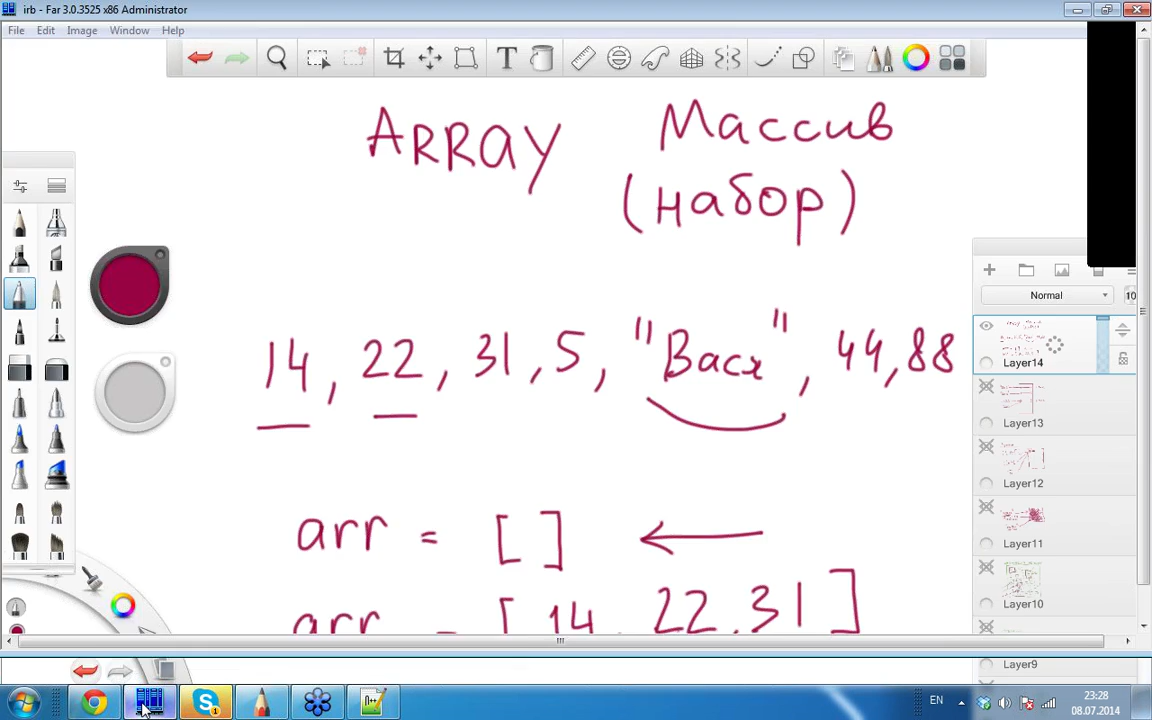 irb - Far 3.0.3525 x86 Administrator
File Edit Image Window Help
ARRAY Массив
(набор)
Normal 10
14, 22, 31, 5, "Вася", 44, 88
Layer14
Layer13
Layer12
Layer11
Layer10
Layer9
arr = [ ]
arr = [ 14, 22, 31 ]
EN
23:28
08.07.2014